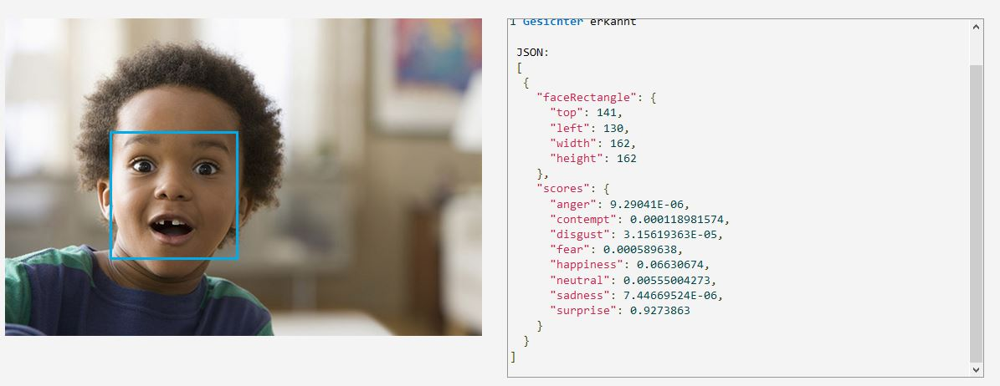 1 Gesichter erkannt
JSON:
[
{
"faceRectangle": {
"top": 141,
"left": 130,
"width": 162,
"height": 162
},
"scores": {
"anger": 9.29041E-06,
"contempt": 0.000118981574,
"disgust": 3.15619363E-05,
"fear": 0.000589638,
"happiness": 0.06630674,
"neutral": 0.00555004273,
"sadness": 7.44669524E-06,
"surprise": 0.9273863
}
}
]